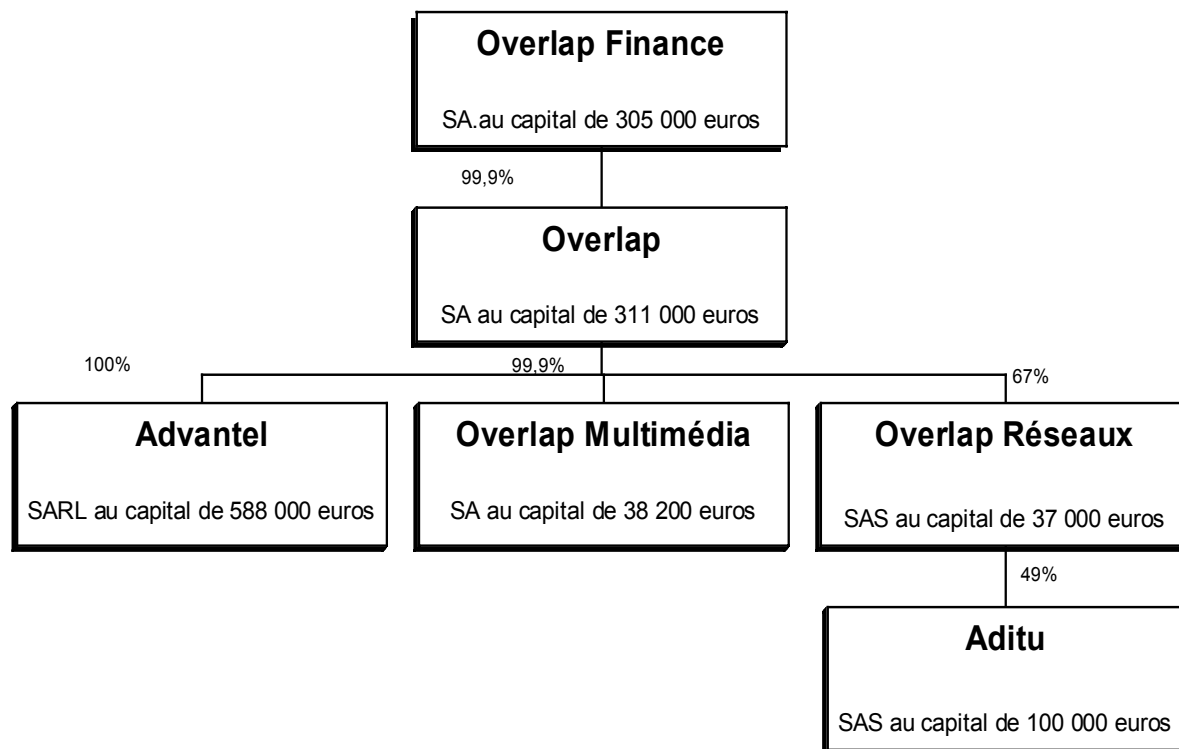 Overlap Finance
SA.au capital de 305 000 euros
99,9%
Overlap
SA au capital de 311 000 euros
100%
99,9%
67%
Advantel
SARL au capital de 588 000 euros
Overlap Multimédia
SA au capital de 38 200 euros
Overlap Réseaux
SAS au capital de 37 000 euros
49%
Aditu
SAS au capital de 100 000 euros